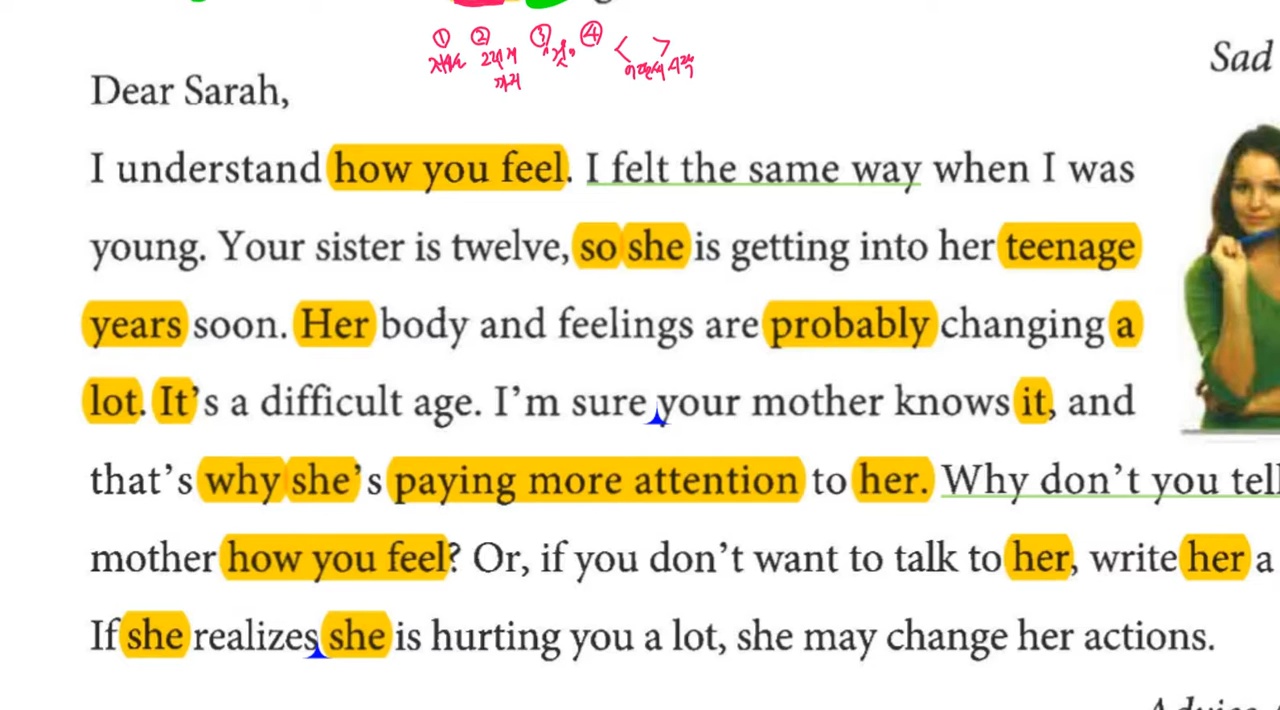 ① ② ③ ④
Sad
Dear Sarah,
I understand how you feel. I felt the same way when I was
young. Your sister is twelve, so she is getting into her teenage
years soon. Her body and feelings are probably changing a
lot. It's a difficult age. I'm sure your mother knows it, and
that's why she's paying more attention to her. Why don't you tell
mother how you feel? Or, if you don't want to talk to her, write her a
If she realizes she is hurting you a lot, she may change her actions.